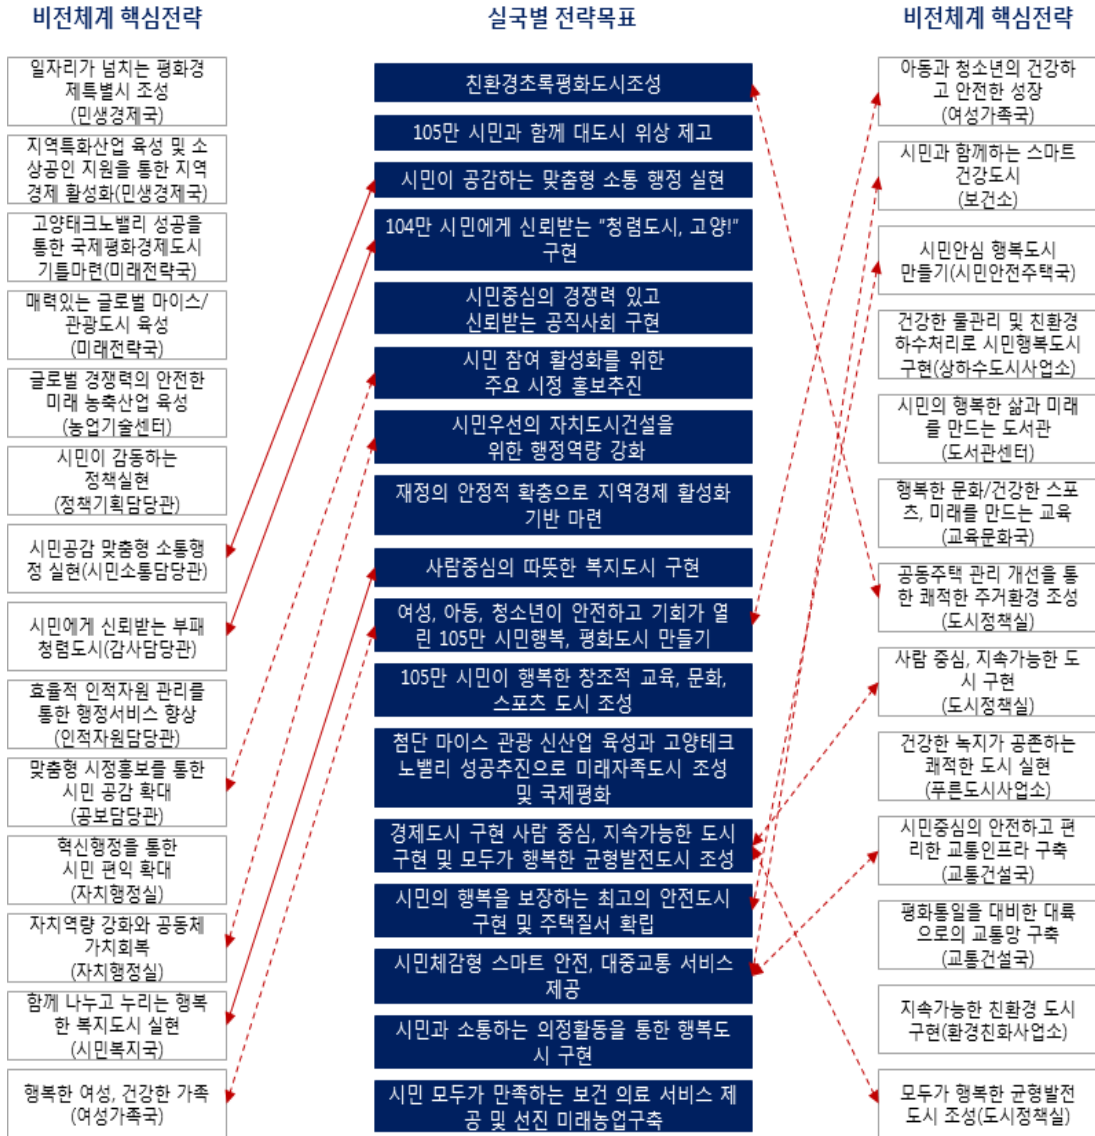 비전체계 핵심전략
일자리가 넘치는 평화경
제특별시 조성
(민생경제국)
지역특화산업 육성 및 소
상공인 지원을 통한 지역
경제 활성화(민생경제국)
고양태크노밸리 성공을
통한 국제평화경제도시
기틀마련(미래전략국)
매력있는 글로벌 마이스/
관광도시 육성
(미래전략국)
글로벌 경쟁력의 안전한
미래 농축산업 육성
(농업기술센터)
시민이 감동하는
정책실현
(정책기획담당관)
시민공감 맞춤형 소통행
정 실현(시민소통담당관)
시민에게 신뢰받는 부패
청렴도시(감사담당관)
효율적 인적자원 관리를
통한 행정서비스 향상
(인적자원담당관)
맞춤형 시정홍보를 통한
시민 공감 확대
(공보담당관)
혁신행정을 통한
시민 편익 확대
(자치행정실)
자치역량 강화와 공동체
가치회복
(자치행정실)
함께 나누고 누리는 행복
한 복지도시 실현
(시민복지국)
행복한 여성, 건강한 가족
(여성가족국)
실국별 전략목표
친환경초록평화도시조성
105만 시민과 함께 대도시 위상 제고
시민이 공감하는 맞춤형 소통 행정 실현
104만 시민에게 신뢰받는 “청렴도시, 고양!”
구현
시민중심의 경쟁력 있고
신뢰받는 공직사회 구현
시민 참여 활성화를 위한
주요 시정 홍보추진
시민우선의 자치도시건설을
위한 행정역량 강화
재정의 안정적 확충으로 지역경제 활성화
기반 마련
사람중심의 따뜻한 복지도시 구현
여성, 아동, 청소년이 안전하고 기회가 열
린 105만 시민행복, 평화도시 만들기
105만 시민이 행복한 창조적 교육, 문화,
스포츠 도시 조성
첨단 마이스 관광 신산업 육성과 고양테크
노밸리 성공추진으로 미래자족도시 조성
및 국제평화
경제도시 구현 사람 중심, 지속가능한 도시
구현 및 모두가 행복한 균형발전도시 조성
시민의 행복을 보장하는 최고의 안전도시
구현 및 주택질서 확립
시민체감형 스마트 안전, 대중교통 서비스
제공
시민과 소통하는 의정활동을 통한 행복도
시 구현
시민 모두가 만족하는 보건 의료 서비스 제
공 및 선진 미래농업구축
비전체계 핵심전략
아동과 청소년의 건강하
고 안전한 성장
(여성가족국)
시민과 함께하는 스마트
건강도시
(보건소)
시민안심 행복도시
만들기(시민안전주택국)
건강한 물관리 및 친환경
하수처리로 시민행복도시
구현(상하수도시사업소)
시민의 행복한 삶과 미래
를 만드는 도서관
(도서관센터)
행복한 문화/건강한 스포
츠, 미래를 만드는 교육
(교육문화국)
공동주택 관리 개선을 통
한 쾌적한 주거환경 조성
(도시정책실)
사람 중심, 지속가능한 도
시 구현
(도시정책실)
건강한 녹지가 공존하는
쾌적한 도시 실현
(푸른도시사업소)
시민중심의 안전하고 편
리한 교통인프라 구축
(교통건설국)
평화통일을 대비한 대륙
으로의 교통망 구축
(교통건설국)
지속가능한 친환경 도시
구현(환경친화사업소)
모두가 행복한 균형발전
도시 조성(도시정책실)